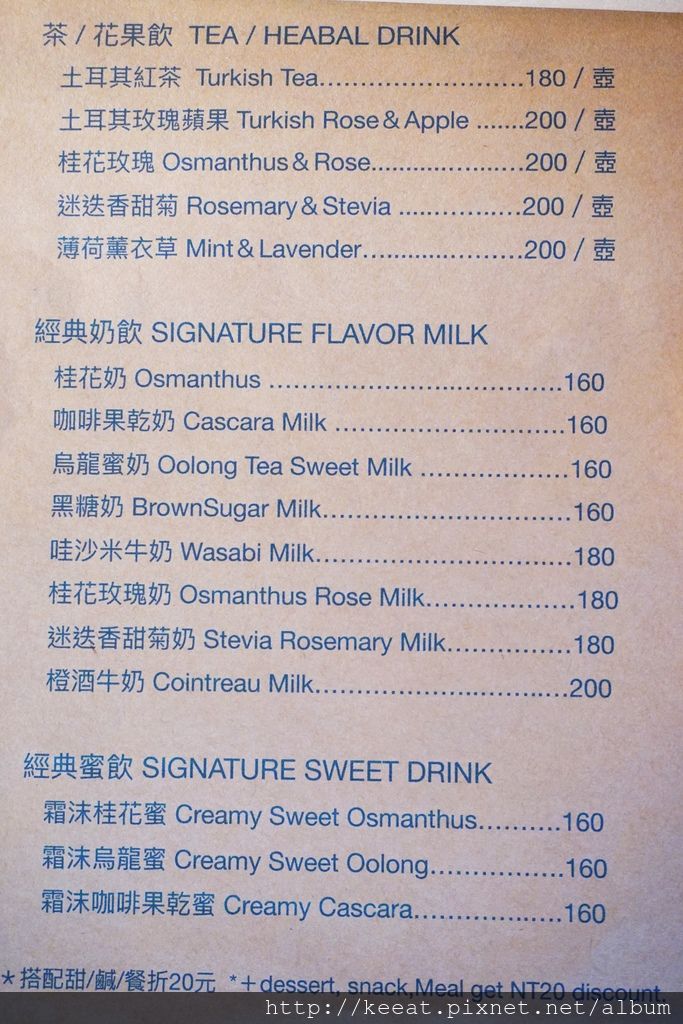 茶 / 花果飲 TEA / HEABAL DRINK
土耳其紅茶 Turkish Tea...........................180 / 壺
土耳其玫瑰蘋果 Turkish Rose&Apple .......200 / 壺
桂花玫瑰 Osmanthus&Rose......................200 / 壺
迷迭香甜菊 Rosemary&Stevia ..................200 / 壺
薄荷薰衣草 Mint&Lavender.......................200 / 壺
經典奶飲 SIGNATURE FLAVOR MILK
桂花奶 Osmanthus .......................................160
咖啡果乾奶 Cascara Milk ...............................160
烏龍蜜奶 Oolong Tea Sweet Milk ....................160
黑糖奶 BrownSugar Milk.................................160
哇沙米牛奶 Wasabi Milk..................................180
桂花玫瑰奶 Osmanthus Rose Milk....................180
迷迭香甜菊奶 Stevia Rosemary Milk.................180
橙酒牛奶 Cointreau Milk..................................200
經典蜜飲 SIGNATURE SWEET DRINK
霜沫桂花蜜 Creamy Sweet Osmanthus...........160
霜沫烏龍蜜 Creamy Sweet Oolong..................160
霜沫咖啡果乾蜜 Creamy Cascara....................160
*搭配甜/鹹/餐折20元 *+dessert, snack,Meal get NT20 discount.
http://keeat.pixnet.net/album